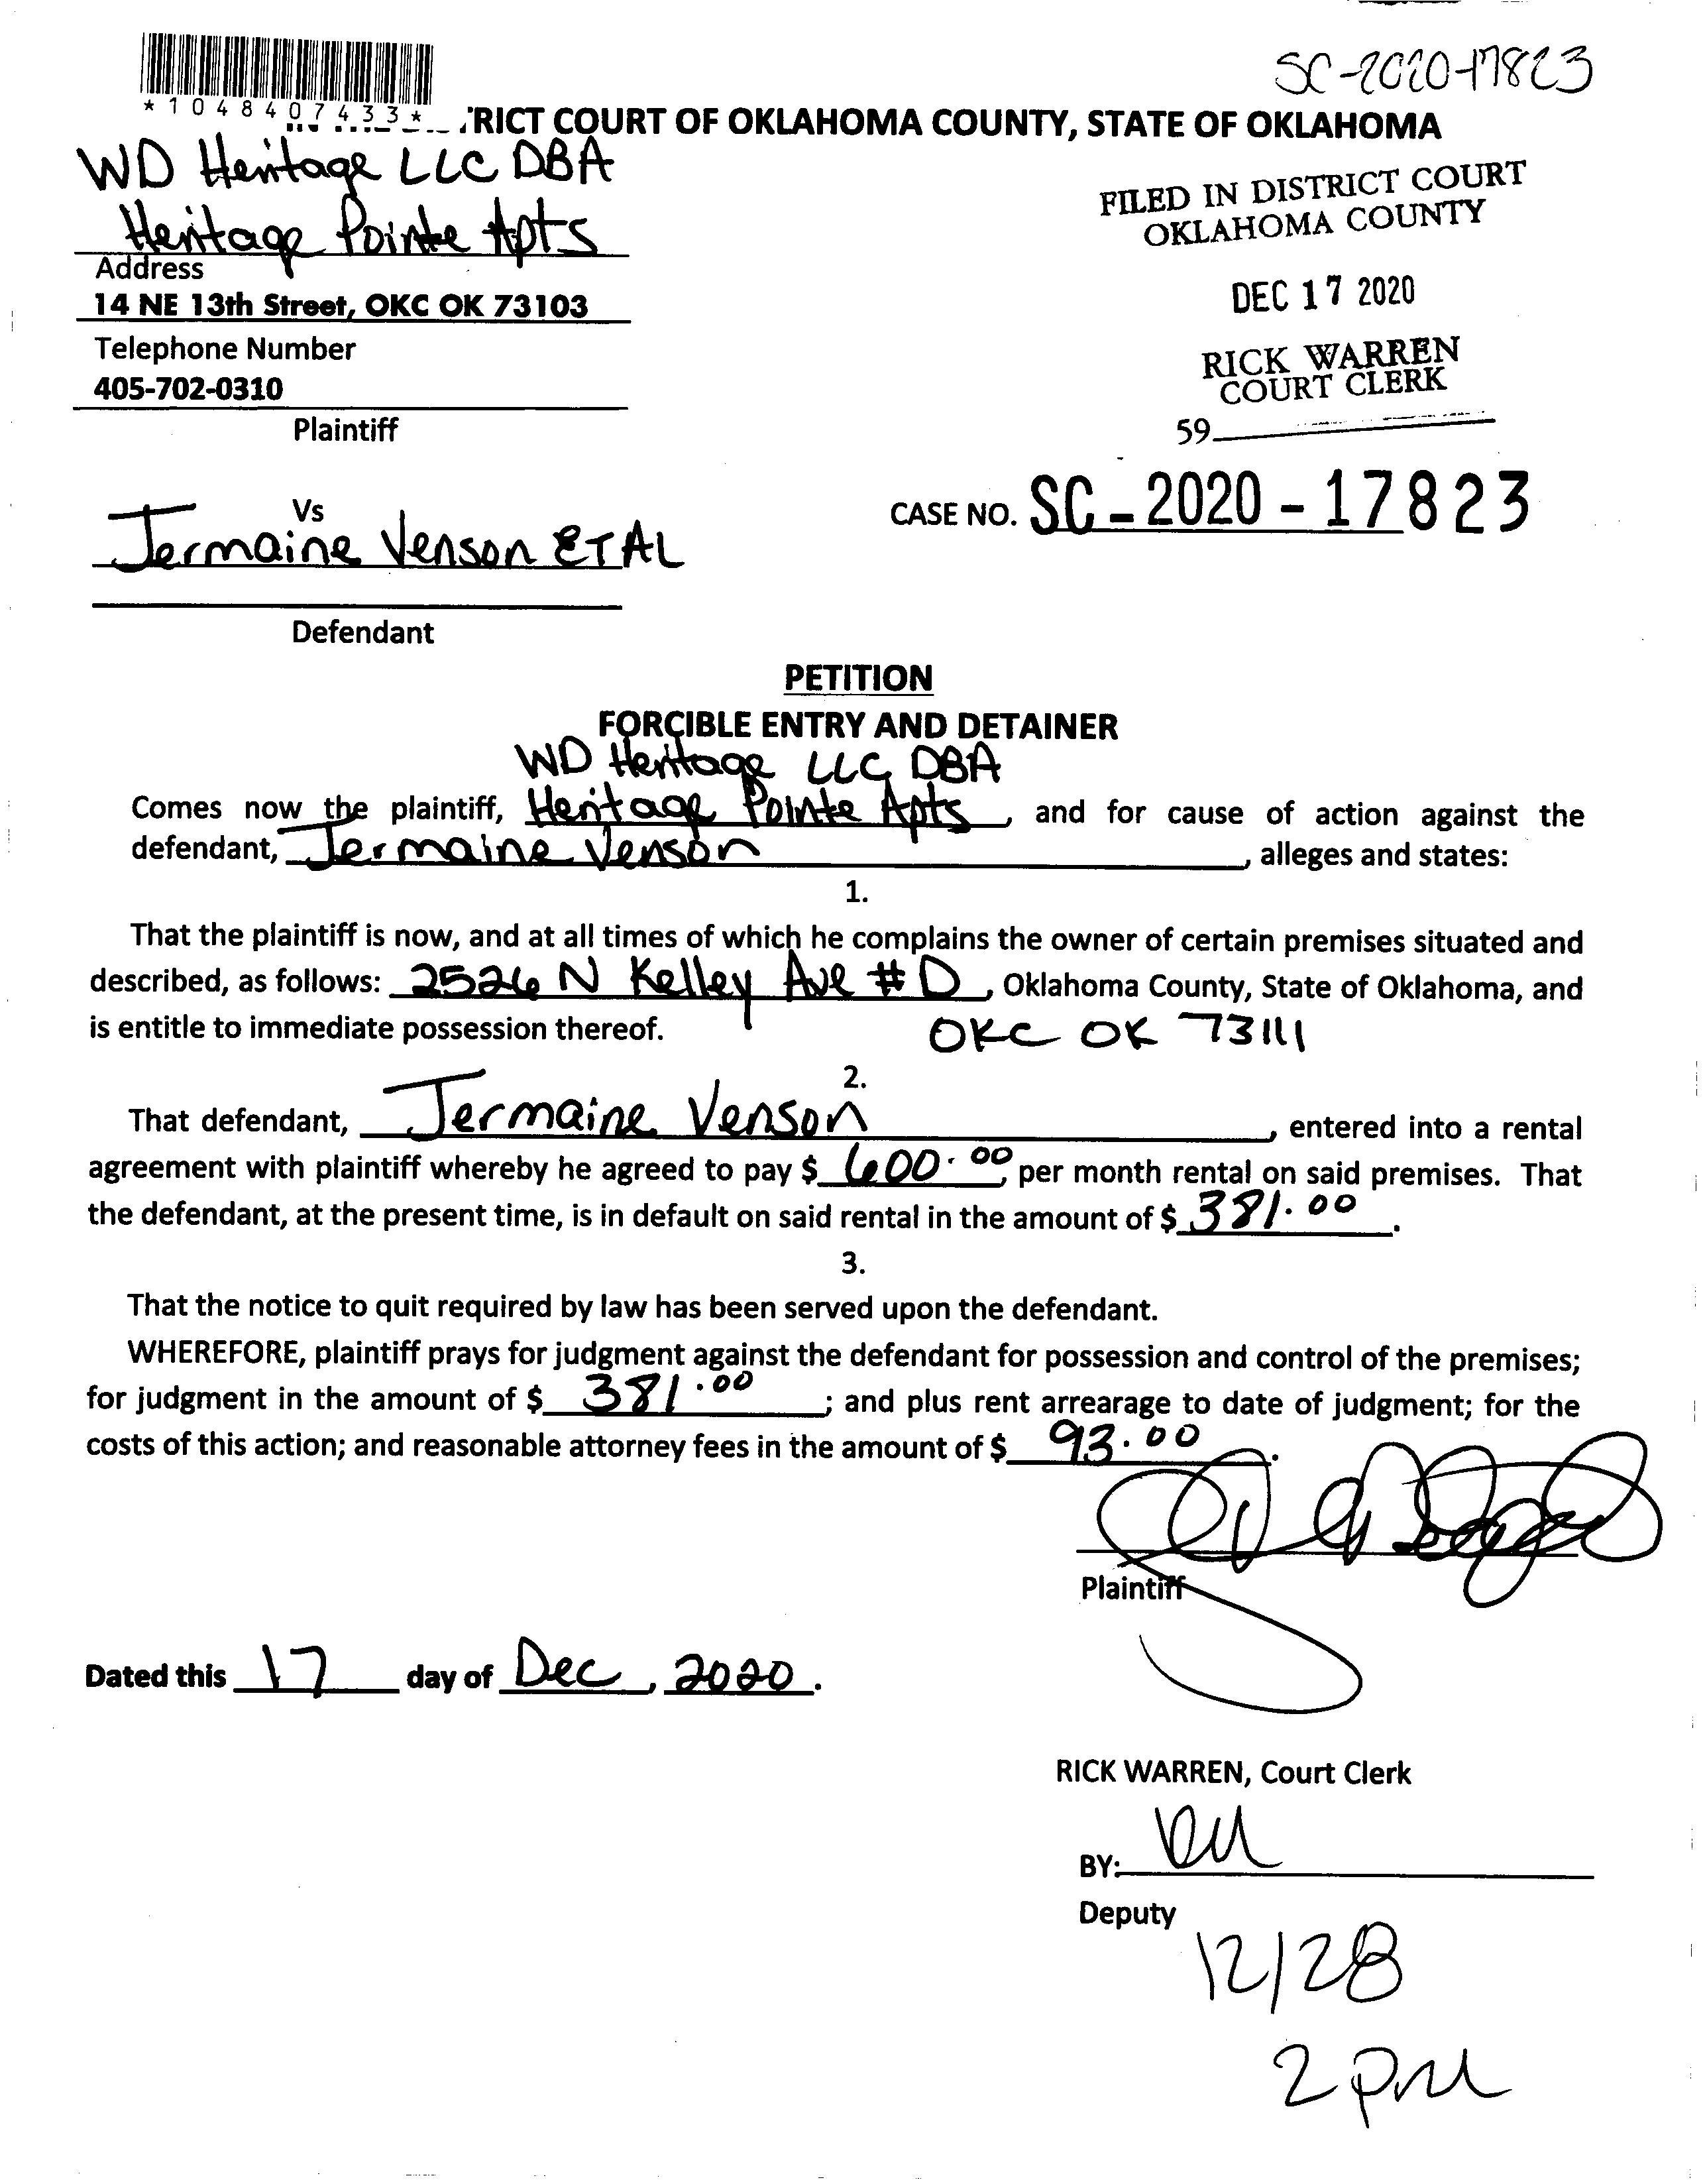 SC-2020-17823
*1048407433*
RICT COURT OF OKLAHOMA COUNTY, STATE OF OKLAHOMA
WD Heritage LLC DBA
Heritage Pointe Apts
Address
14 NE 13th Street, OKC OK 73103
Telephone Number
405-702-0310
Plaintiff
FILED IN DISTRICT COURT
OKLAHOMA COUNTY
DEC 17 2020
RICK WARREN
COURT CLERK
59
Vs
Jermaine Venson ET AL
Defendant
CASE NO. SC-2020-17823
PETITION
FORCIBLE ENTRY AND DETAINER
WD Heritage LLC DBA
Comes now the plaintiff, Heritage Pointe Apts, and for cause of action against the
defendant, Jermaine Venson, alleges and states:
1.
That the plaintiff is now, and at all times of which he complains the owner of certain premises situated and
described, as follows: 2526 N Kelley Ave #D, Oklahoma County, State of Oklahoma, and
is entitle to immediate possession thereof. OKC OK 73111
2.
That defendant, Jermaine Venson, entered into a rental
agreement with plaintiff whereby he agreed to pay $ 600.00, per month rental on said premises. That
the defendant, at the present time, is in default on said rental in the amount of $ 381.00.
3.
That the notice to quit required by law has been served upon the defendant.
WHEREFORE, plaintiff prays for judgment against the defendant for possession and control of the premises;
for judgment in the amount of $ 381.00; and plus rent arrearage to date of judgment; for the
costs of this action; and reasonable attorney fees in the amount of $ 93.00.
Plaintiff
Dated this 17 day of Dec, 2020.
RICK WARREN, Court Clerk
BY:
Deputy
12/28
2 pm